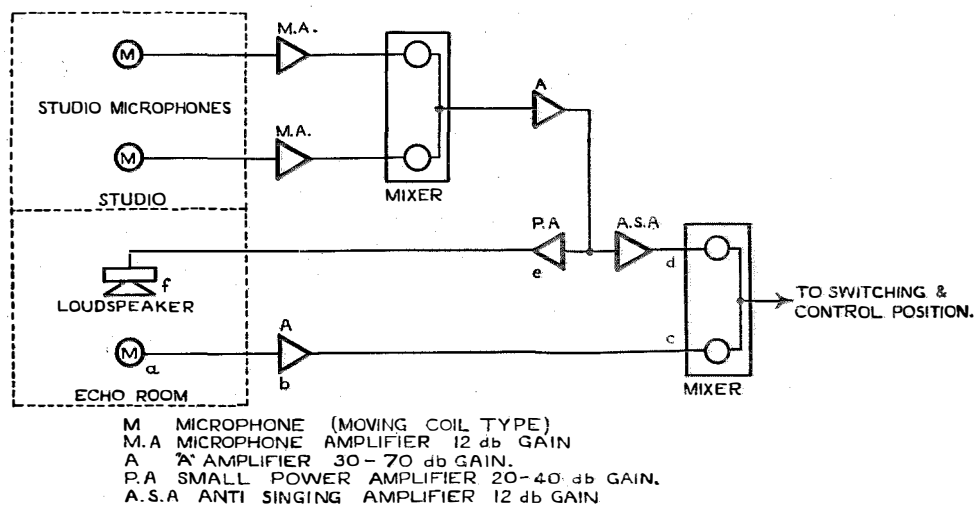 M.A.
M
STUDIO MICROPHONES
M.A.
M
STUDIO
MIXER
A
P.A
A.S.A
e
d
f
LOUDSPEAKER
TO SWITCHING &
CONTROL POSITION.
A
c
M
a
b
ECHO ROOM
MIXER
M MICROPHONE (MOVING COIL TYPE)
M.A MICROPHONE AMPLIFIER 12 db GAIN
A "A" AMPLIFIER 30-70 db GAIN.
P.A SMALL POWER AMPLIFIER 20-40 db GAIN.
A.S.A ANTI SINGING AMPLIFIER 12 db GAIN